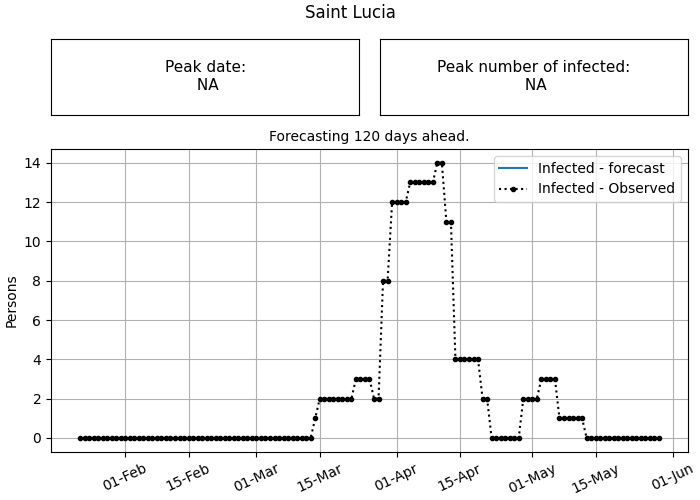 Saint Lucia
Peak date:
NA
Peak number of infected:
NA
Forecasting 120 days ahead.
Infected - forecast
Infected - Observed
Persons
14
12
10
8
6
4
2
0
01-Feb
15-Feb
01-Mar
15-Mar
01-Apr
15-Apr
01-May
15-May
01-Jun